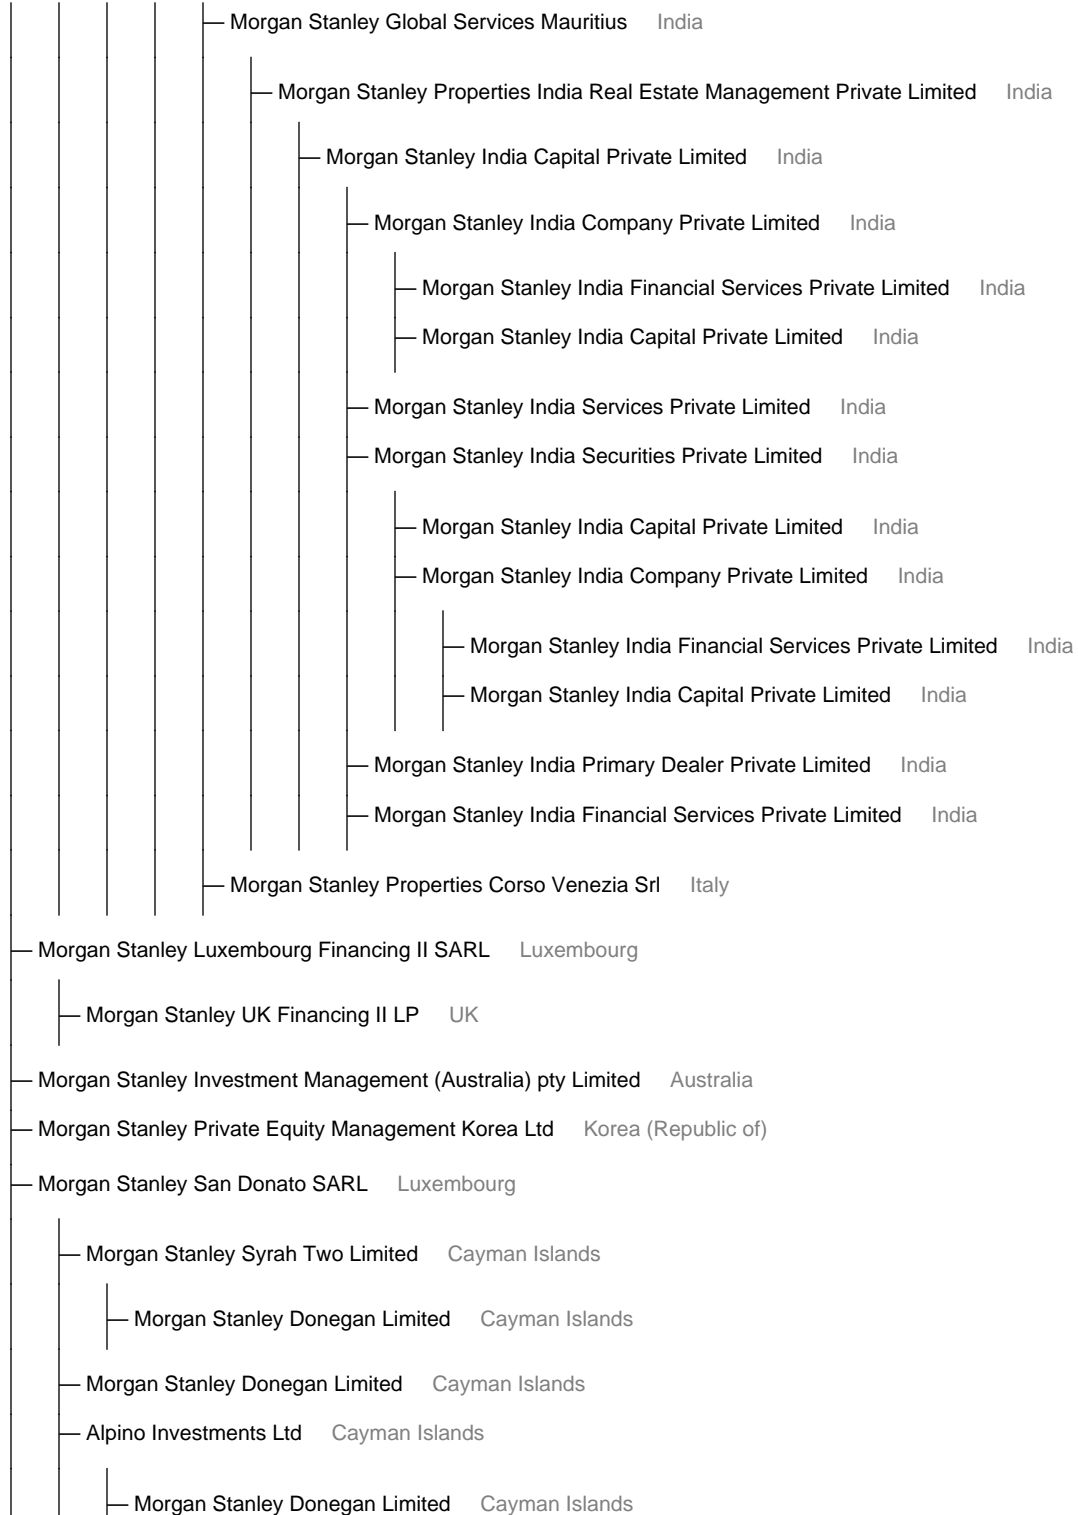 Morgan Stanley Global Services Mauritius India
Morgan Stanley Properties India Real Estate Management Private Limited India
Morgan Stanley India Capital Private Limited India
Morgan Stanley India Company Private Limited India
Morgan Stanley India Financial Services Private Limited India
Morgan Stanley India Capital Private Limited India
Morgan Stanley India Services Private Limited India
Morgan Stanley India Securities Private Limited India
Morgan Stanley India Capital Private Limited India
Morgan Stanley India Company Private Limited India
Morgan Stanley India Financial Services Private Limited India
Morgan Stanley India Capital Private Limited India
Morgan Stanley India Primary Dealer Private Limited India
Morgan Stanley India Financial Services Private Limited India
Morgan Stanley Properties Corso Venezia Srl Italy
Morgan Stanley Luxembourg Financing II SARL Luxembourg
Morgan Stanley UK Financing II LP UK
Morgan Stanley Investment Management (Australia) pty Limited Australia
Morgan Stanley Private Equity Management Korea Ltd Korea (Republic of)
Morgan Stanley San Donato SARL Luxembourg
Morgan Stanley Syrah Two Limited Cayman Islands
Morgan Stanley Donegan Limited Cayman Islands
Morgan Stanley Donegan Limited Cayman Islands
Alpino Investments Ltd Cayman Islands
Morgan Stanley Donegan Limited Cayman Islands